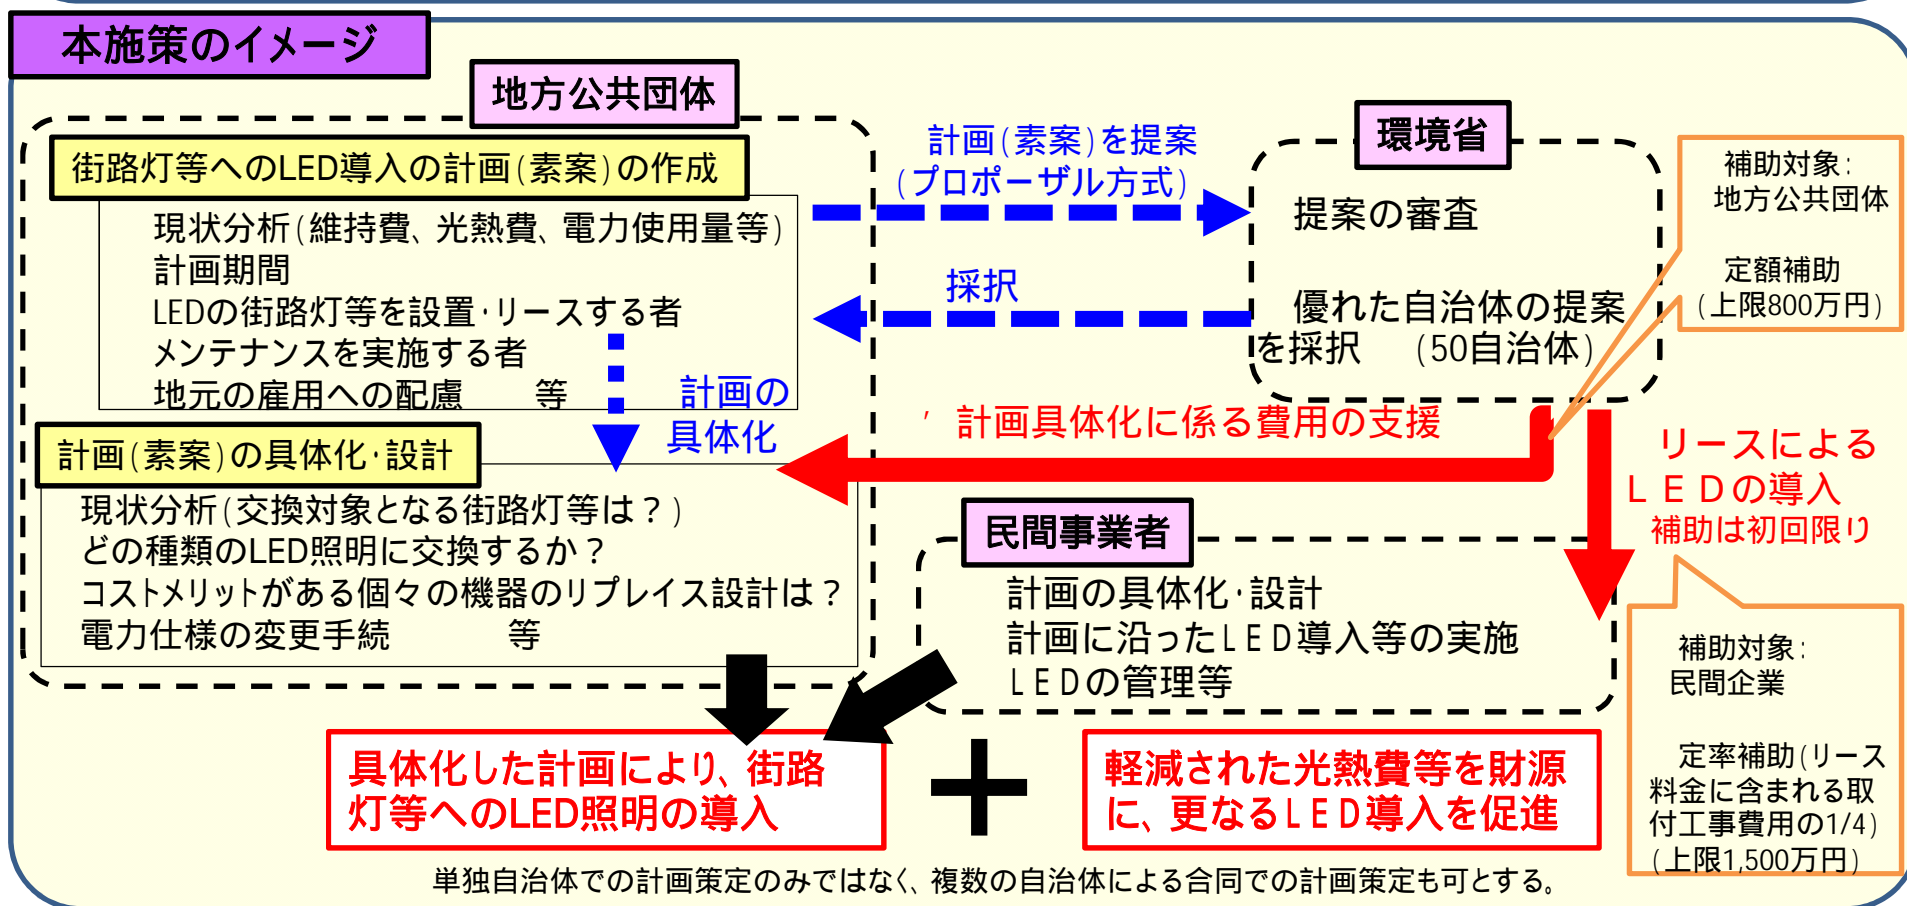 本施策のイメージ
地方公共団体
街路灯等へのLED導入の計画(素案)の作成
現状分析(維持費、光熱費、電力使用量等)
計画期間
LEDの街路灯等を設置・リースする者
メンテナンスを実施する者
地元の雇用への配慮　等
計画の
具体化
計画(素案)の具体化・設計
現状分析(交換対象となる街路灯等は？)
どの種類のLED照明に交換するか？
コストメリットがある個々の機器のリプレイス設計は？
電力仕様の変更手続　等
計画(素案)を提案
(プロポーザル方式)
採択
環境省
提案の審査
優れた自治体の提案
を採択　(50自治体)
補助対象：
地方公共団体
定額補助
(上限800万円)
' 計画具体化に係る費用の支援
リースによる
ＬＥＤの導入
補助は初回限り
民間事業者
計画の具体化・設計
計画に沿ったLED導入等の実施
LEDの管理等
補助対象：
民間企業
定率補助(リース
料金に含まれる取
付工事費用の1/4)
(上限1,500万円)
具体化した計画により、街路
灯等へのLED照明の導入
＋
軽減された光熱費等を財源
に、更なるLED導入を促進
単独自治体での計画策定のみではなく、複数の自治体による合同での計画策定も可とする。